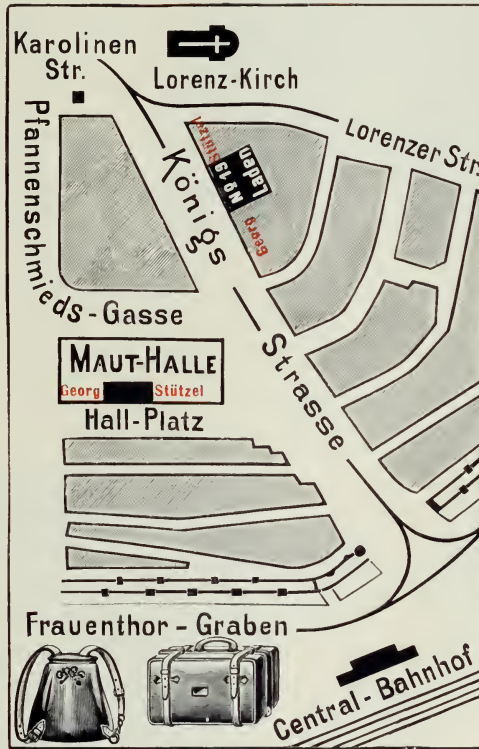 Karolinen
Str.
Lorenz-Kirch
Lorenzer Str.
Pfannenschmieds-Gasse
Königs
Strasse
Georg Stützel
Nº 19
Laden
MAUT-HALLE
Georg Stützel
Hall-Platz
Frauenthor-Graben
Central-Bahnhof